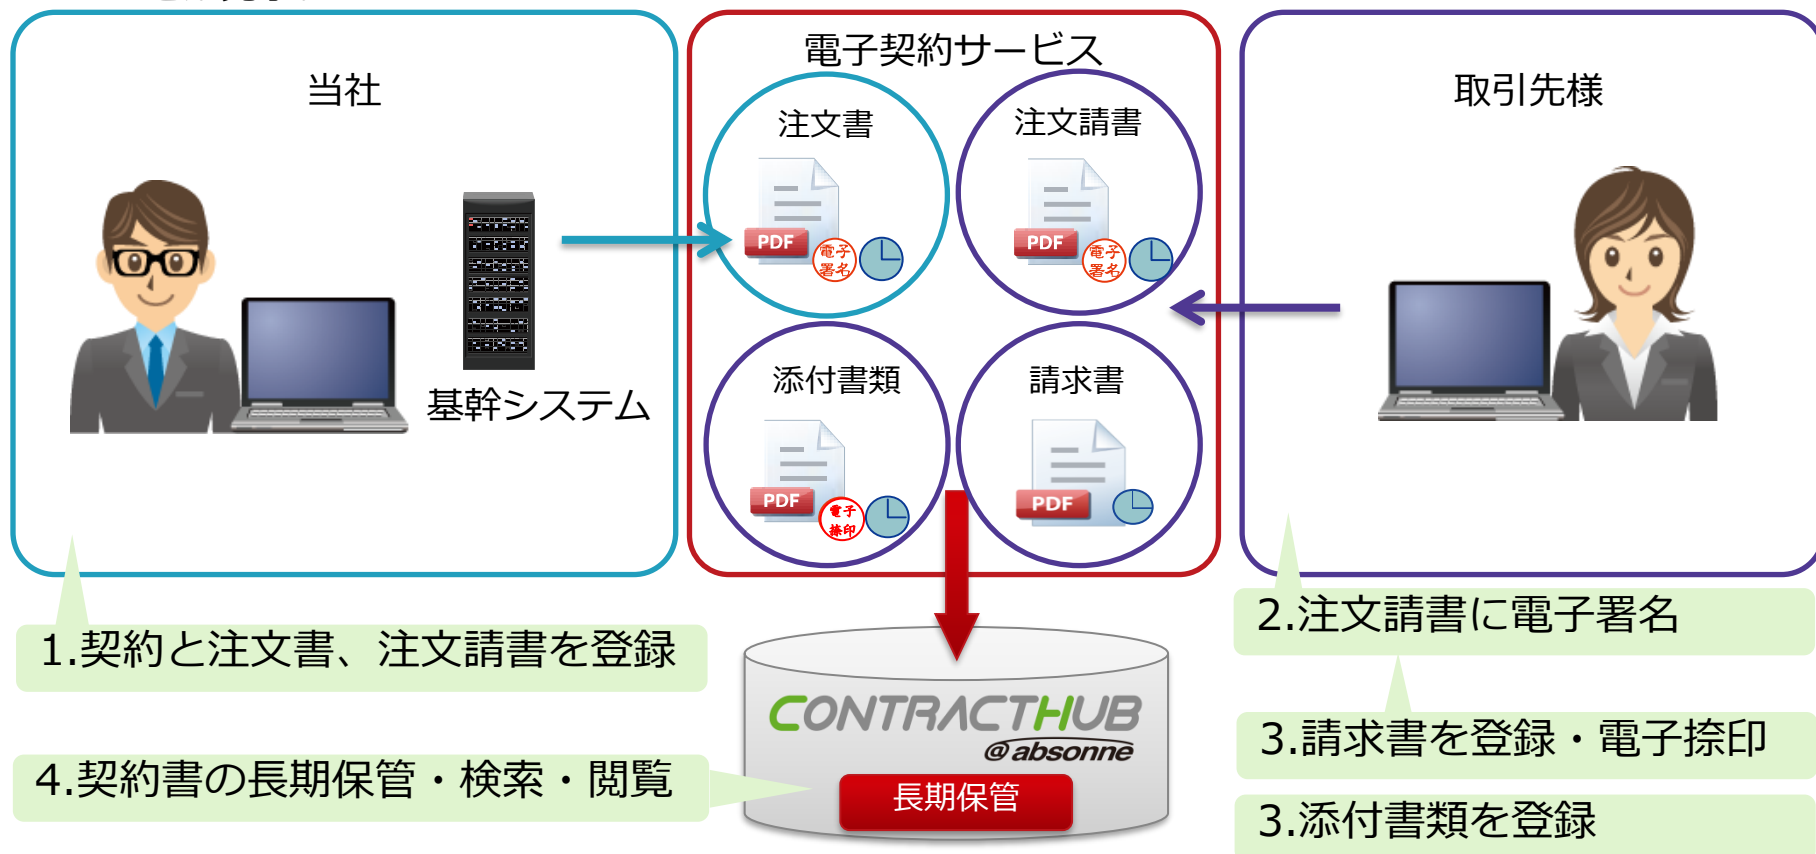 当社
電子契約サービス
取引先様
注文書
注文請書
PDF
電子
署名
PDF
電子
署名
基幹システム
添付書類
請求書
PDF
電子
捺印
PDF
1.契約と注文書、注文請書を登録
2.注文請書に電子署名
CONTRACTHUB
@absonne
3.請求書を登録・電子捺印
4.契約書の長期保管・検索・閲覧
長期保管
3.添付書類を登録